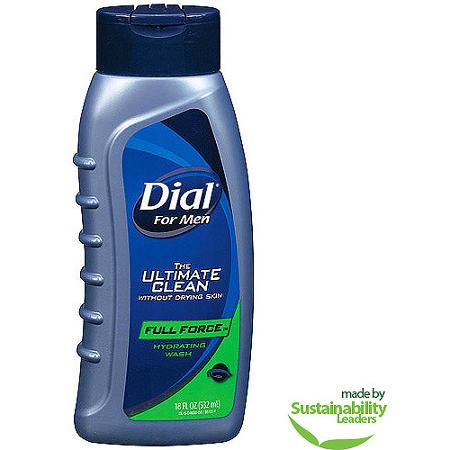 Dial®
For Men
THE
ULTIMATE
CLEAN
WITHOUT DRYING SKIN
FULL FORCE™
HYDRATING
WASH
18 FL OZ (532 mL)
made by
Sustainability
Leaders